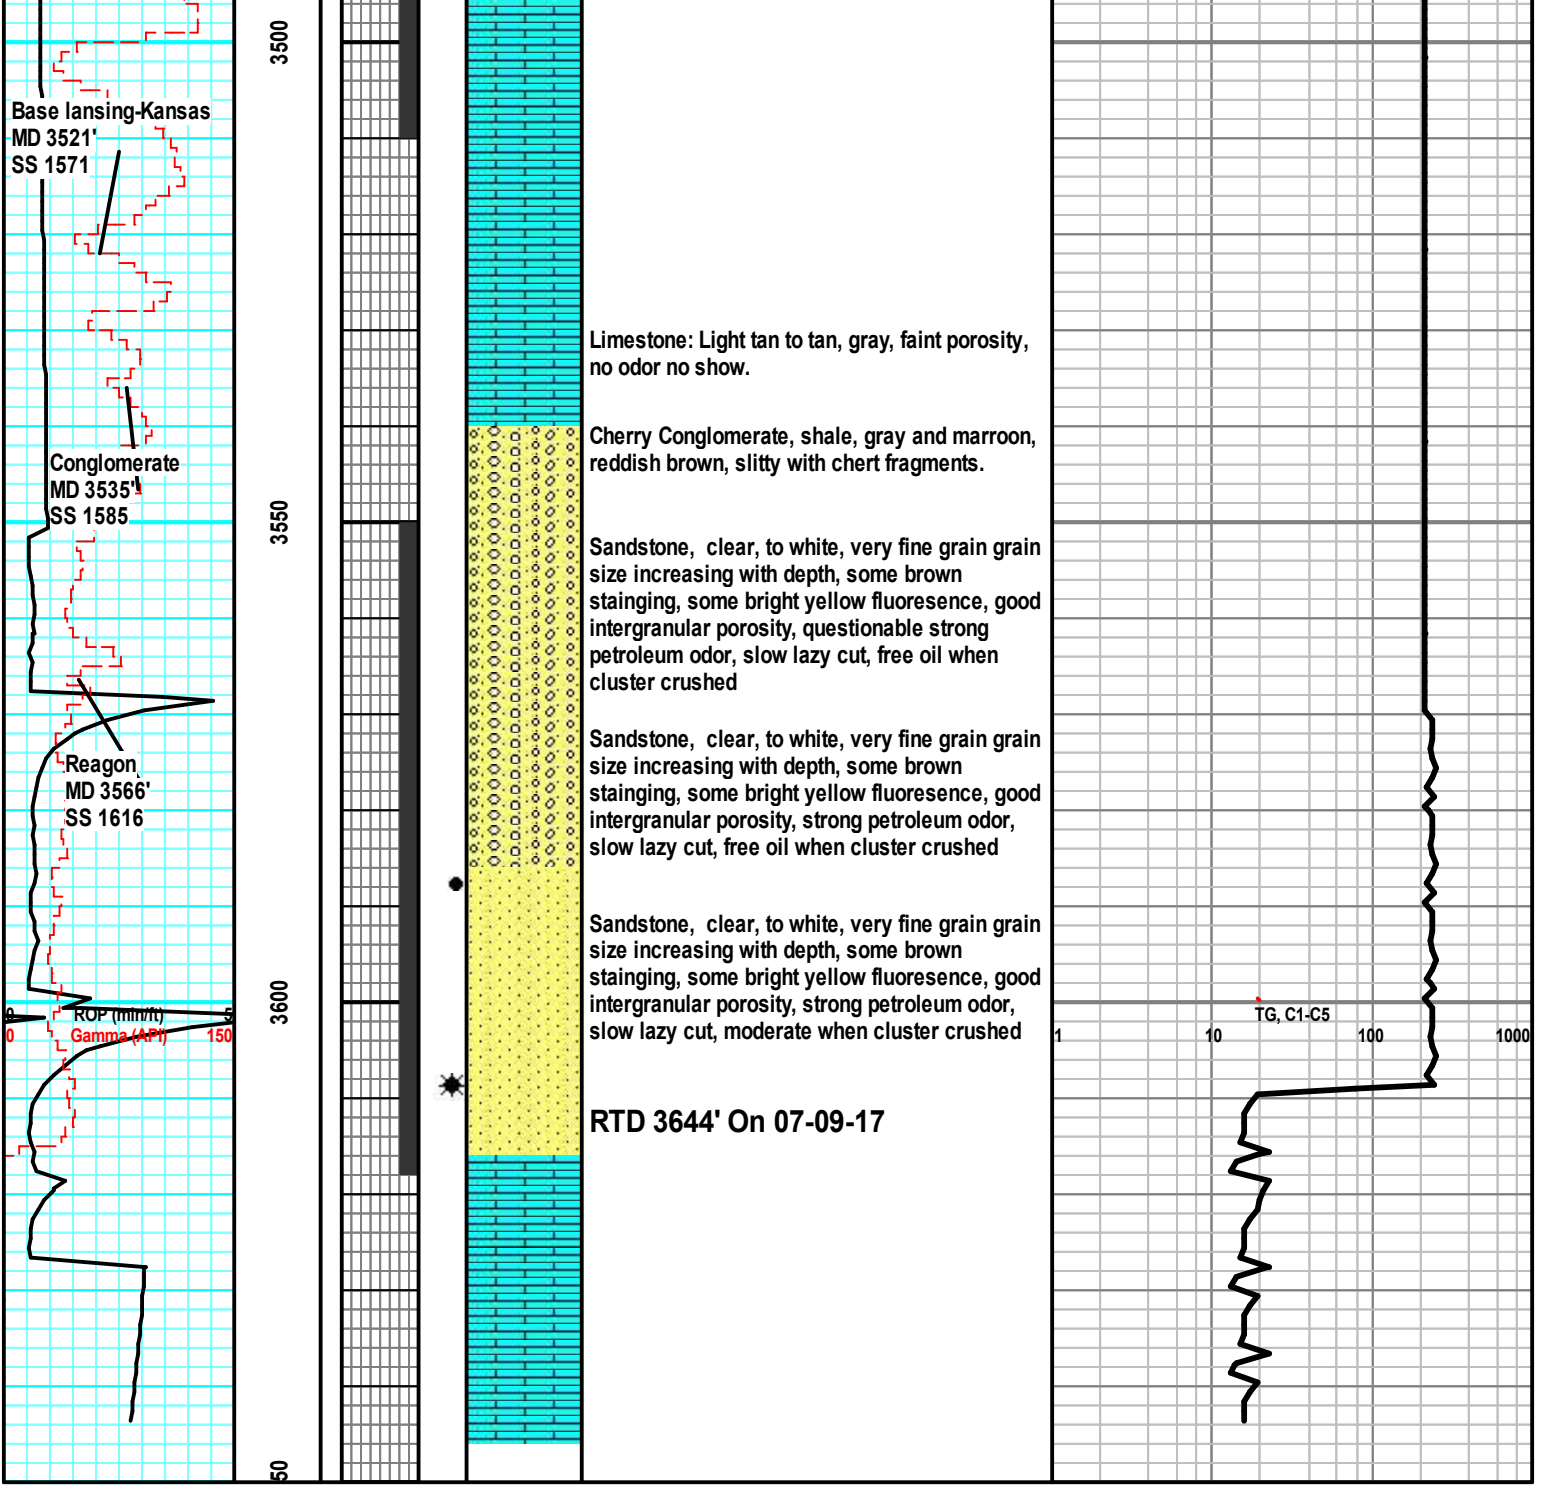 3500
Base lansing-Kansas
MD 3521'
SS 1571
Limestone: Light tan to tan, gray, faint porosity,
no odor no show.
Cherry Conglomerate, shale, gray and marroon,
reddish brown, slitty with chert fragments.
Conglomerate
MD 3535'
SS 1585
3550
Sandstone, clear, to white, very fine grain grain
size increasing with depth, some brown
stainging, some bright yellow fluoresence, good
intergranular porosity, questionable strong
petroleum odor, slow lazy cut, free oil when
cluster crushed
Sandstone, clear, to white, very fine grain grain
size increasing with depth, some brown
stainging, some bright yellow fluoresence, good
intergranular porosity, strong petroleum odor,
slow lazy cut, free oil when cluster crushed
Reagon
MD 3566'
SS 1616
Sandstone, clear, to white, very fine grain grain
size increasing with depth, some brown
stainging, some bright yellow fluoresence, good
intergranular porosity, strong petroleum odor,
slow lazy cut, moderate when cluster crushed
3600
0 ROP (min/ft) 5
0 Gamma (API) 150
TG, C1-C5
1 10 100 1000
RTD 3644' On 07-09-17
50